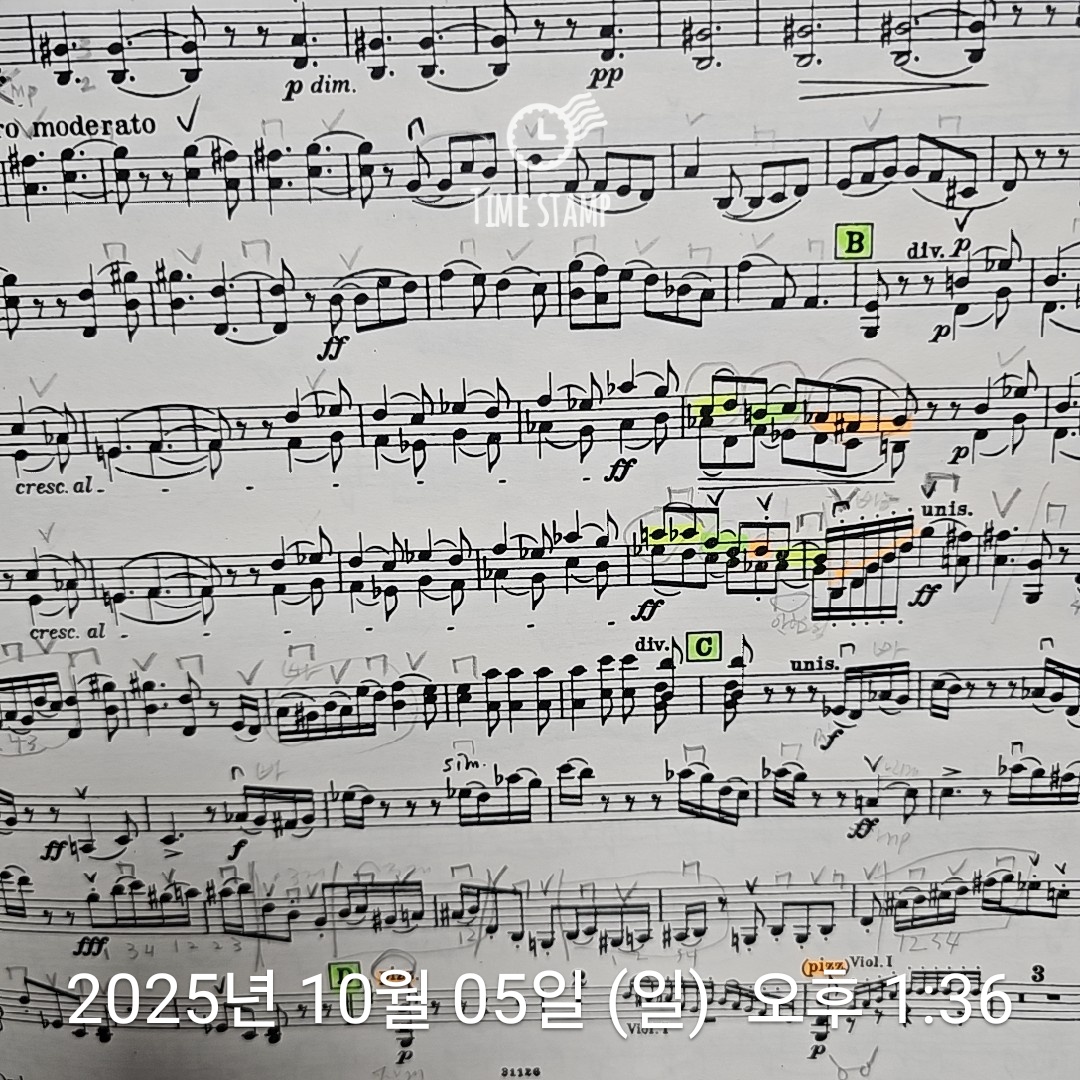 p dim. pp
ro moderato
TIME STAMP
B
div. p
ff p
cresc. al
ff p
unis.
cresc. al
ff ff
div. C
unis.
sim.
ff f ff
mp
fff
D pizz. Viol. I
3
2025년 10월 05일 (일) 오후 1:36
Viol. I
p p
31126